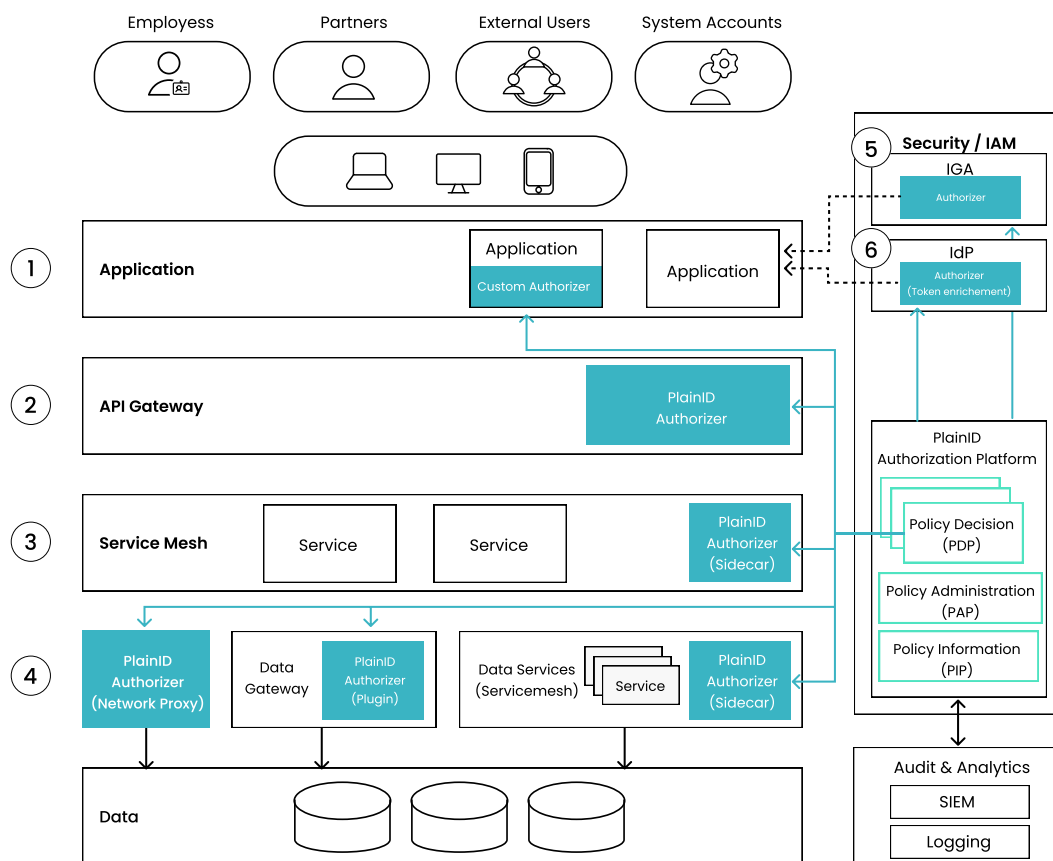 Employess
Partners
External Users
System Accounts
5
Security / IAM
IGA
Authorizer
6
IdP
Authorizer
(Token enrichement)
1
Application
Application
Custom Authorizer
Application
2
API Gateway
PlainID
Authorizer
PlainID
Authorization Platform
Policy Decision
(PDP)
Policy Administration
(PAP)
Policy Information
(PIP)
3
Service Mesh
Service
Service
PlainID
Authorizer
(Sidecar)
4
PlainID
Authorizer
(Network Proxy)
Data
Gateway
PlainID
Authorizer
(Plugin)
Data Services
(Servicemesh)
Service
PlainID
Authorizer
(Sidecar)
Data
Audit & Analytics
SIEM
Logging